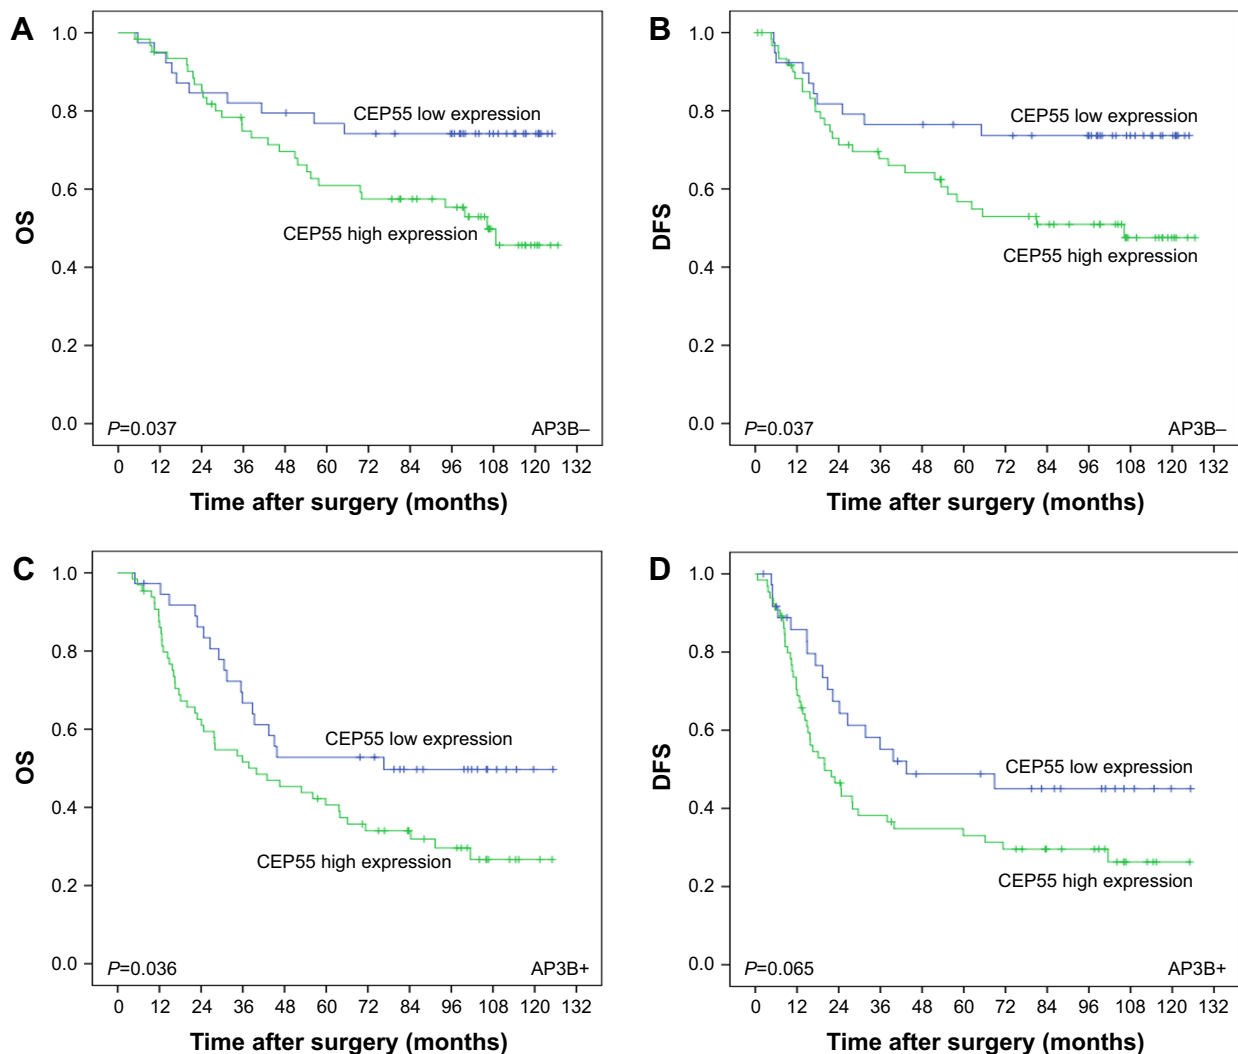 A
OS
1.0
0.8
0.6
0.4
0.2
0.0
CEP55 low expression
CEP55 high expression
P=0.037
AP3B–
0 12 24 36 48 60 72 84 96 108 120 132
Time after surgery (months)
B
DFS
1.0
0.8
0.6
0.4
0.2
0.0
CEP55 low expression
CEP55 high expression
P=0.037
AP3B–
0 12 24 36 48 60 72 84 96 108 120 132
Time after surgery (months)
C
OS
1.0
0.8
0.6
0.4
0.2
0.0
CEP55 low expression
CEP55 high expression
P=0.036
AP3B+
0 12 24 36 48 60 72 84 96 108 120 132
Time after surgery (months)
D
DFS
1.0
0.8
0.6
0.4
0.2
0.0
CEP55 low expression
CEP55 high expression
P=0.065
AP3B+
0 12 24 36 48 60 72 84 96 108 120 132
Time after surgery (months)